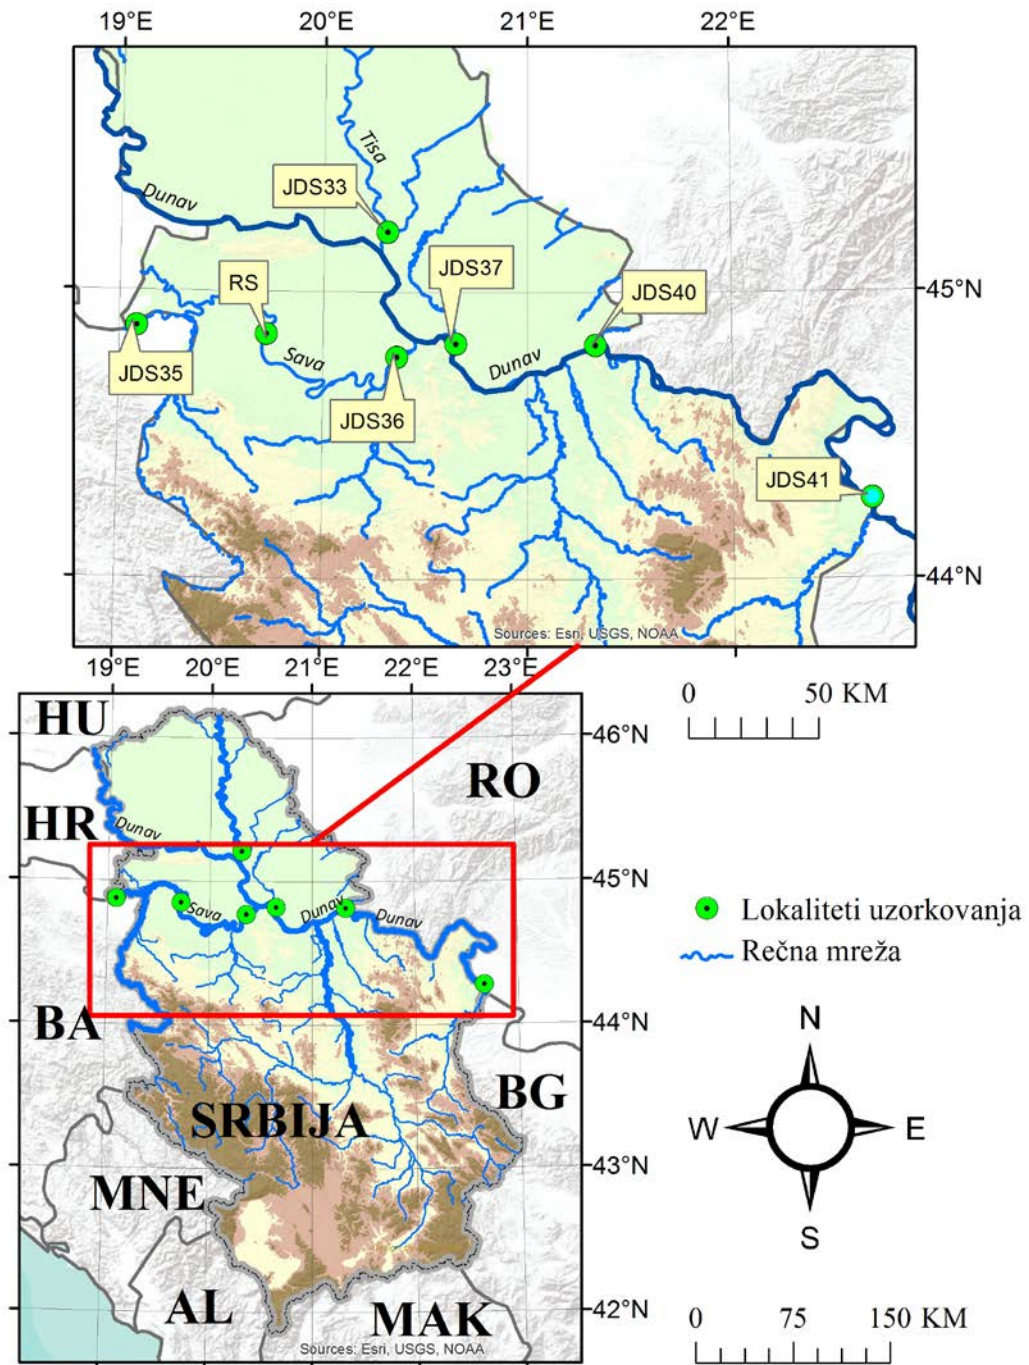 19°E 20°E 21°E 22°E
Tisa
JDS33
Dunav
JDS37
RS
JDS40
45°N
JDS35
Sava
Dunav
JDS36
JDS41
44°N
Sources: Esri, USGS, NOAA
19°E 20°E 21°E 22°E 23°E
0 50 KM
HU
46°N
RO
HR
Dunav
45°N
Sava
Dunav
Dunav
Lokaliteti uzorkovanja
Rečna mreža
BA
44°N
N
BG
SRBIJA
W E
43°N
MNE
S
AL
MAK
42°N
0 75 150 KM
Sources: Esri, USGS, NOAA